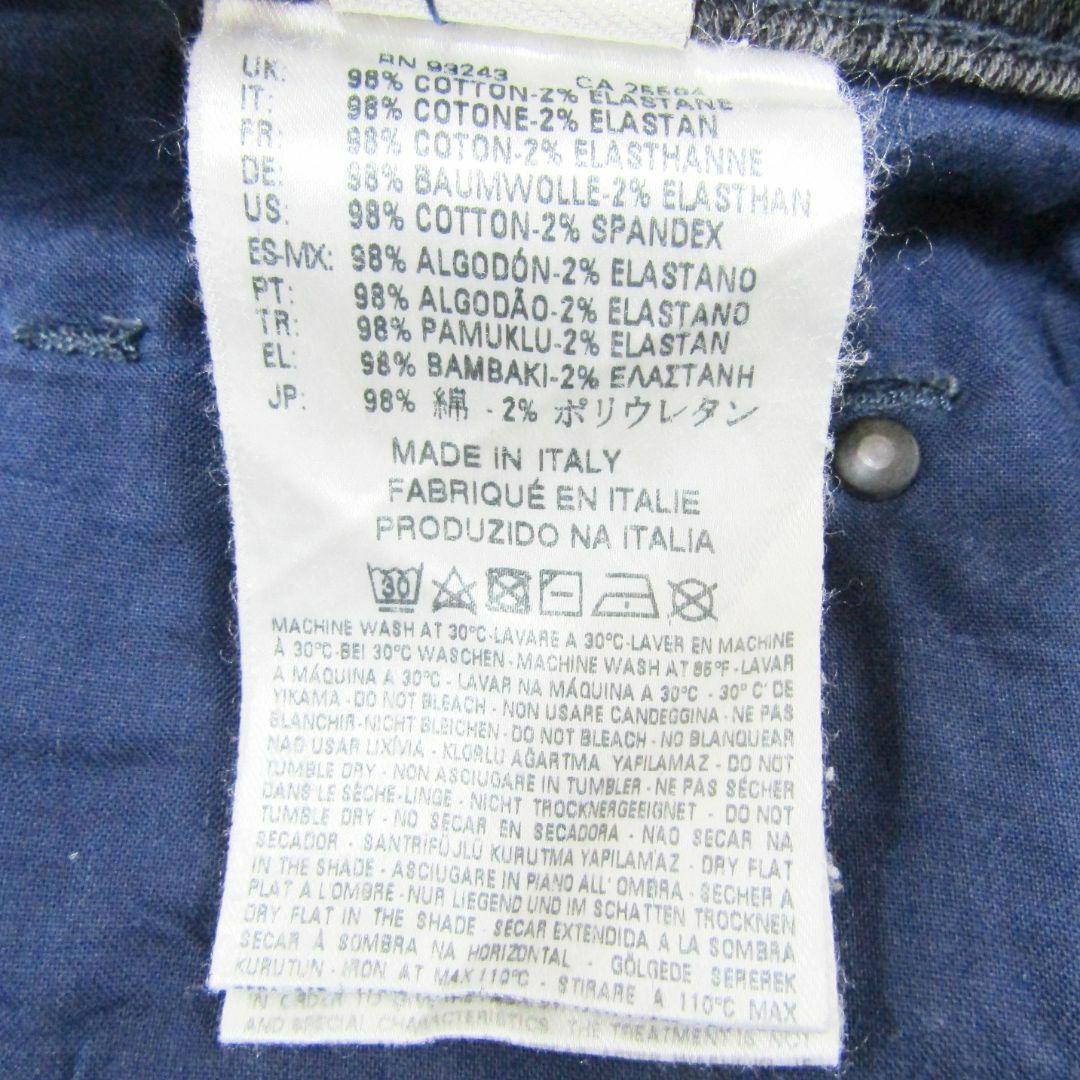 RN 93243 CA
UK: 98% COTTON-2% ELASTANE
IT: 98% COTONE-2% ELASTAN
FR: 98% COTON-2% ELASTHANNE
DE: 98% BAUMWOLLE-2% ELASTHAN
US: 98% COTTON-2% SPANDEX
ES-MX: 98% ALGODÓN-2% ELASTANO
PT: 98% ALGODÃO-2% ELASTANO
TR: 98% PAMUKLU-2% ELASTAN
EL: 98% ΒΑΜΒΑΚΙ-2% ΕΛΑΣΤΑΝΗ
JP: 98% 綿 - 2% ポリウレタン
MADE IN ITALY
FABRIQUÉ EN ITALIE
PRODUZIDO NA ITALIA
30
MACHINE WASH AT 30°C-LAVARE A 30°C-LAVER EN MACHINE
À 30°C-BEI 30°C WASCHEN-MACHINE WASH AT 85°F-LAVAR
A MÁQUINA A 30°C - LAVAR NA MÁQUINA A 30°C - 30°C'DE
YIKAMA-DO NOT BLEACH-NON USARE CANDEGGINA-NE PAS
BLANCHIR-NICHT BLEICHEN-DO NOT BLEACH-NO BLANQUEAR
NAO USAR LIXÍVIA - KLORLU AĞARTMA YAPILAMAZ - DO NOT
TUMBLE DRY - NON ASCIUGARE IN TUMBLER - NE PAS SÉCHER
DANS LE SÈCHE-LINGE - NICHT TROCKNERGEEIGNET - DO NOT
TUMBLE DRY - NO SECAR EN SECADORA - NAO SECAR NA
SECADOR - SANTRİFÜJLÜ KURUTMA YAPILAMAZ - DRY FLAT
IN THE SHADE - ASCIUGARE IN PIANO ALL'OMBRA - SECHER A
PLAT A L'OMBRE-NUR LIEGEND UND IM SCHATTEN TROCKNEN
DRY FLAT IN THE SHADE - SECAR EXTENDIDA A LA SOMBRA
SECAR À SOMBRA NA HORIZONTAL - GÖLGEDE SEREREK
KURUTUN - IRON AT MAX 110°C - STIRARE A 110°C MAX
IN ORDER TO GIVE
AND SPECIAL CHARACTERISTICS THE TREATMENT IS NOT